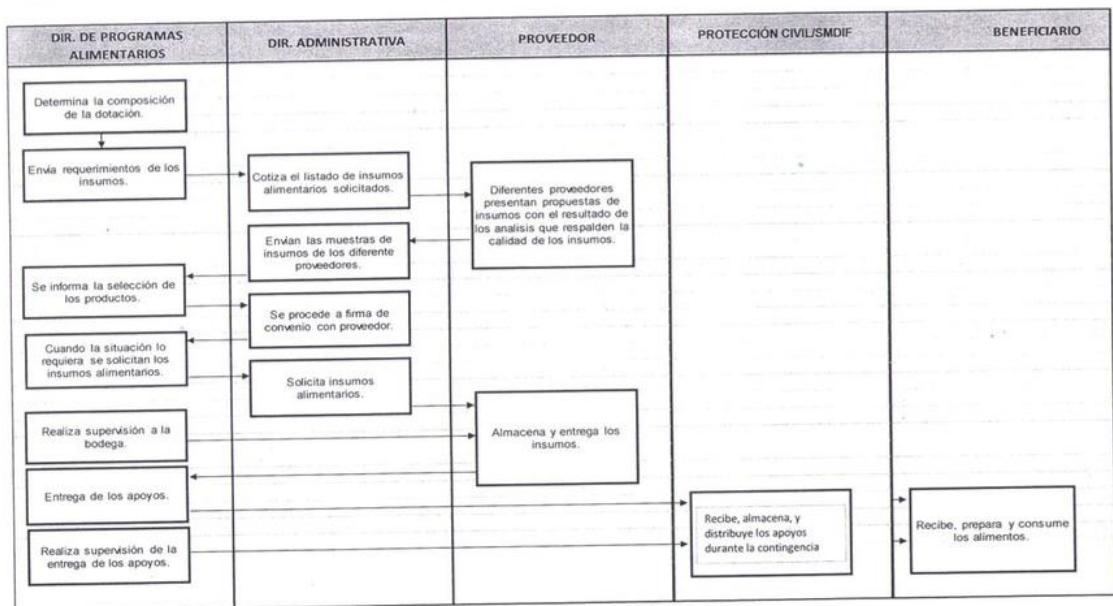 DIR. DE PROGRAMAS
ALIMENTARIOS
DIR. ADMINISTRATIVA
PROVEEDOR
PROTECCIÓN CIVIL/SMDIF
BENEFICIARIO
Determina la composición
de la dotación.
Envía requerimientos de los
insumos.
Cotiza el listado de insumos
alimentarios solicitados.
Diferentes proveedores
presentan propuestas de
insumos con el resultado de
los analisis que respalden la
calidad de los insumos.
Envían las muestras de
insumos de los diferente
proveedores.
Se informa la selección de
los productos.
Se procede a firma de
convenio con proveedor.
Cuando la situación lo
requiera se solicitan los
insumos alimentarios.
Solicita insumos
alimentarios.
Realiza supervisión a la
bodega.
Almacena y entrega los
insumos.
Entrega de los apoyos.
Recibe, almacena, y
distribuye los apoyos
durante la contingencia
Recibe, prepara y consume
los alimentos.
Realiza supervisión de la
entrega de los apoyos.